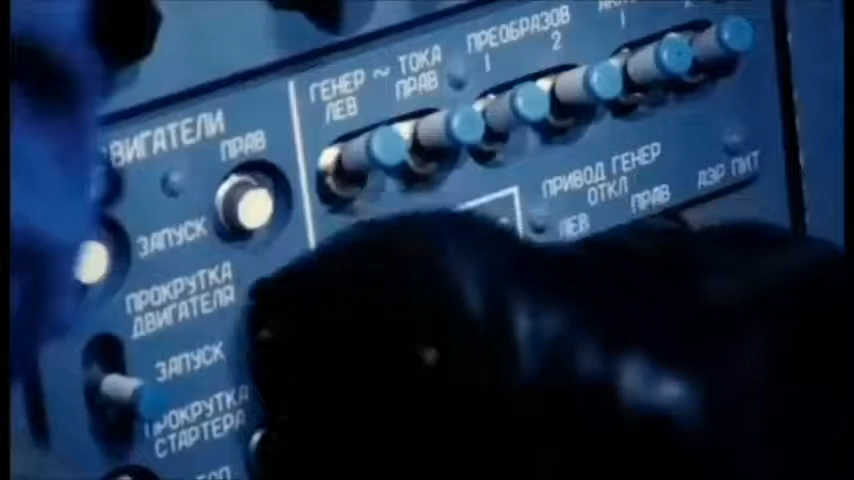 ДВИГАТЕЛИ
ПРАВ
ЗАПУСК
ПРОКРУТКА
ДВИГАТЕЛЯ
ЗАПУСК
ПРОКРУТКА
СТАРТЕРА
ГЕНЕР ~ ТОКА
ЛЕВ ПРАВ
ПРЕОБРАЗОВ
1 2
1
ПРИВОД ГЕНЕР
ОТКЛ
ЛЕВ ПРАВ
АЭР ПИТ